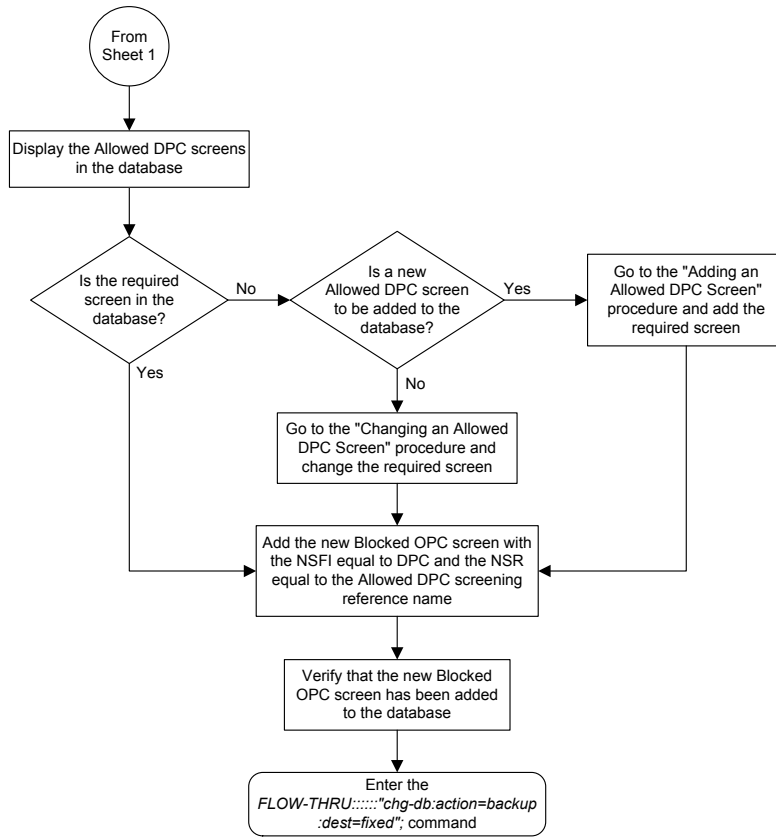 From
Sheet 1
Display the Allowed DPC screens
in the database
Is the required
screen in the
database?
No
Yes
Is a new
Allowed DPC screen
to be added to the
database?
Yes
No
Go to the "Adding an
Allowed DPC Screen"
procedure and add the
required screen
Go to the "Changing an Allowed
DPC Screen" procedure and
change the required screen
Add the new Blocked OPC screen with
the NSFI equal to DPC and the NSR
equal to the Allowed DPC screening
reference name
Verify that the new Blocked
OPC screen has been added
to the database
Enter the
FLOW-THRU::::::"chg-db:action=backup
:dest=fixed"; command